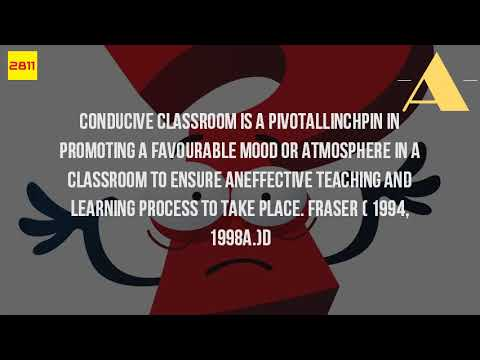 2811
A
CONDUCIVE CLASSROOM IS A PIVOTALLINCHPIN IN
PROMOTING A FAVOURABLE MOOD OR ATMOSPHERE IN A
CLASSROOM TO ENSURE ANEFFECTIVE TEACHING AND
LEARNING PROCESS TO TAKE PLACE. FRASER ( 1994,
1998A.)D